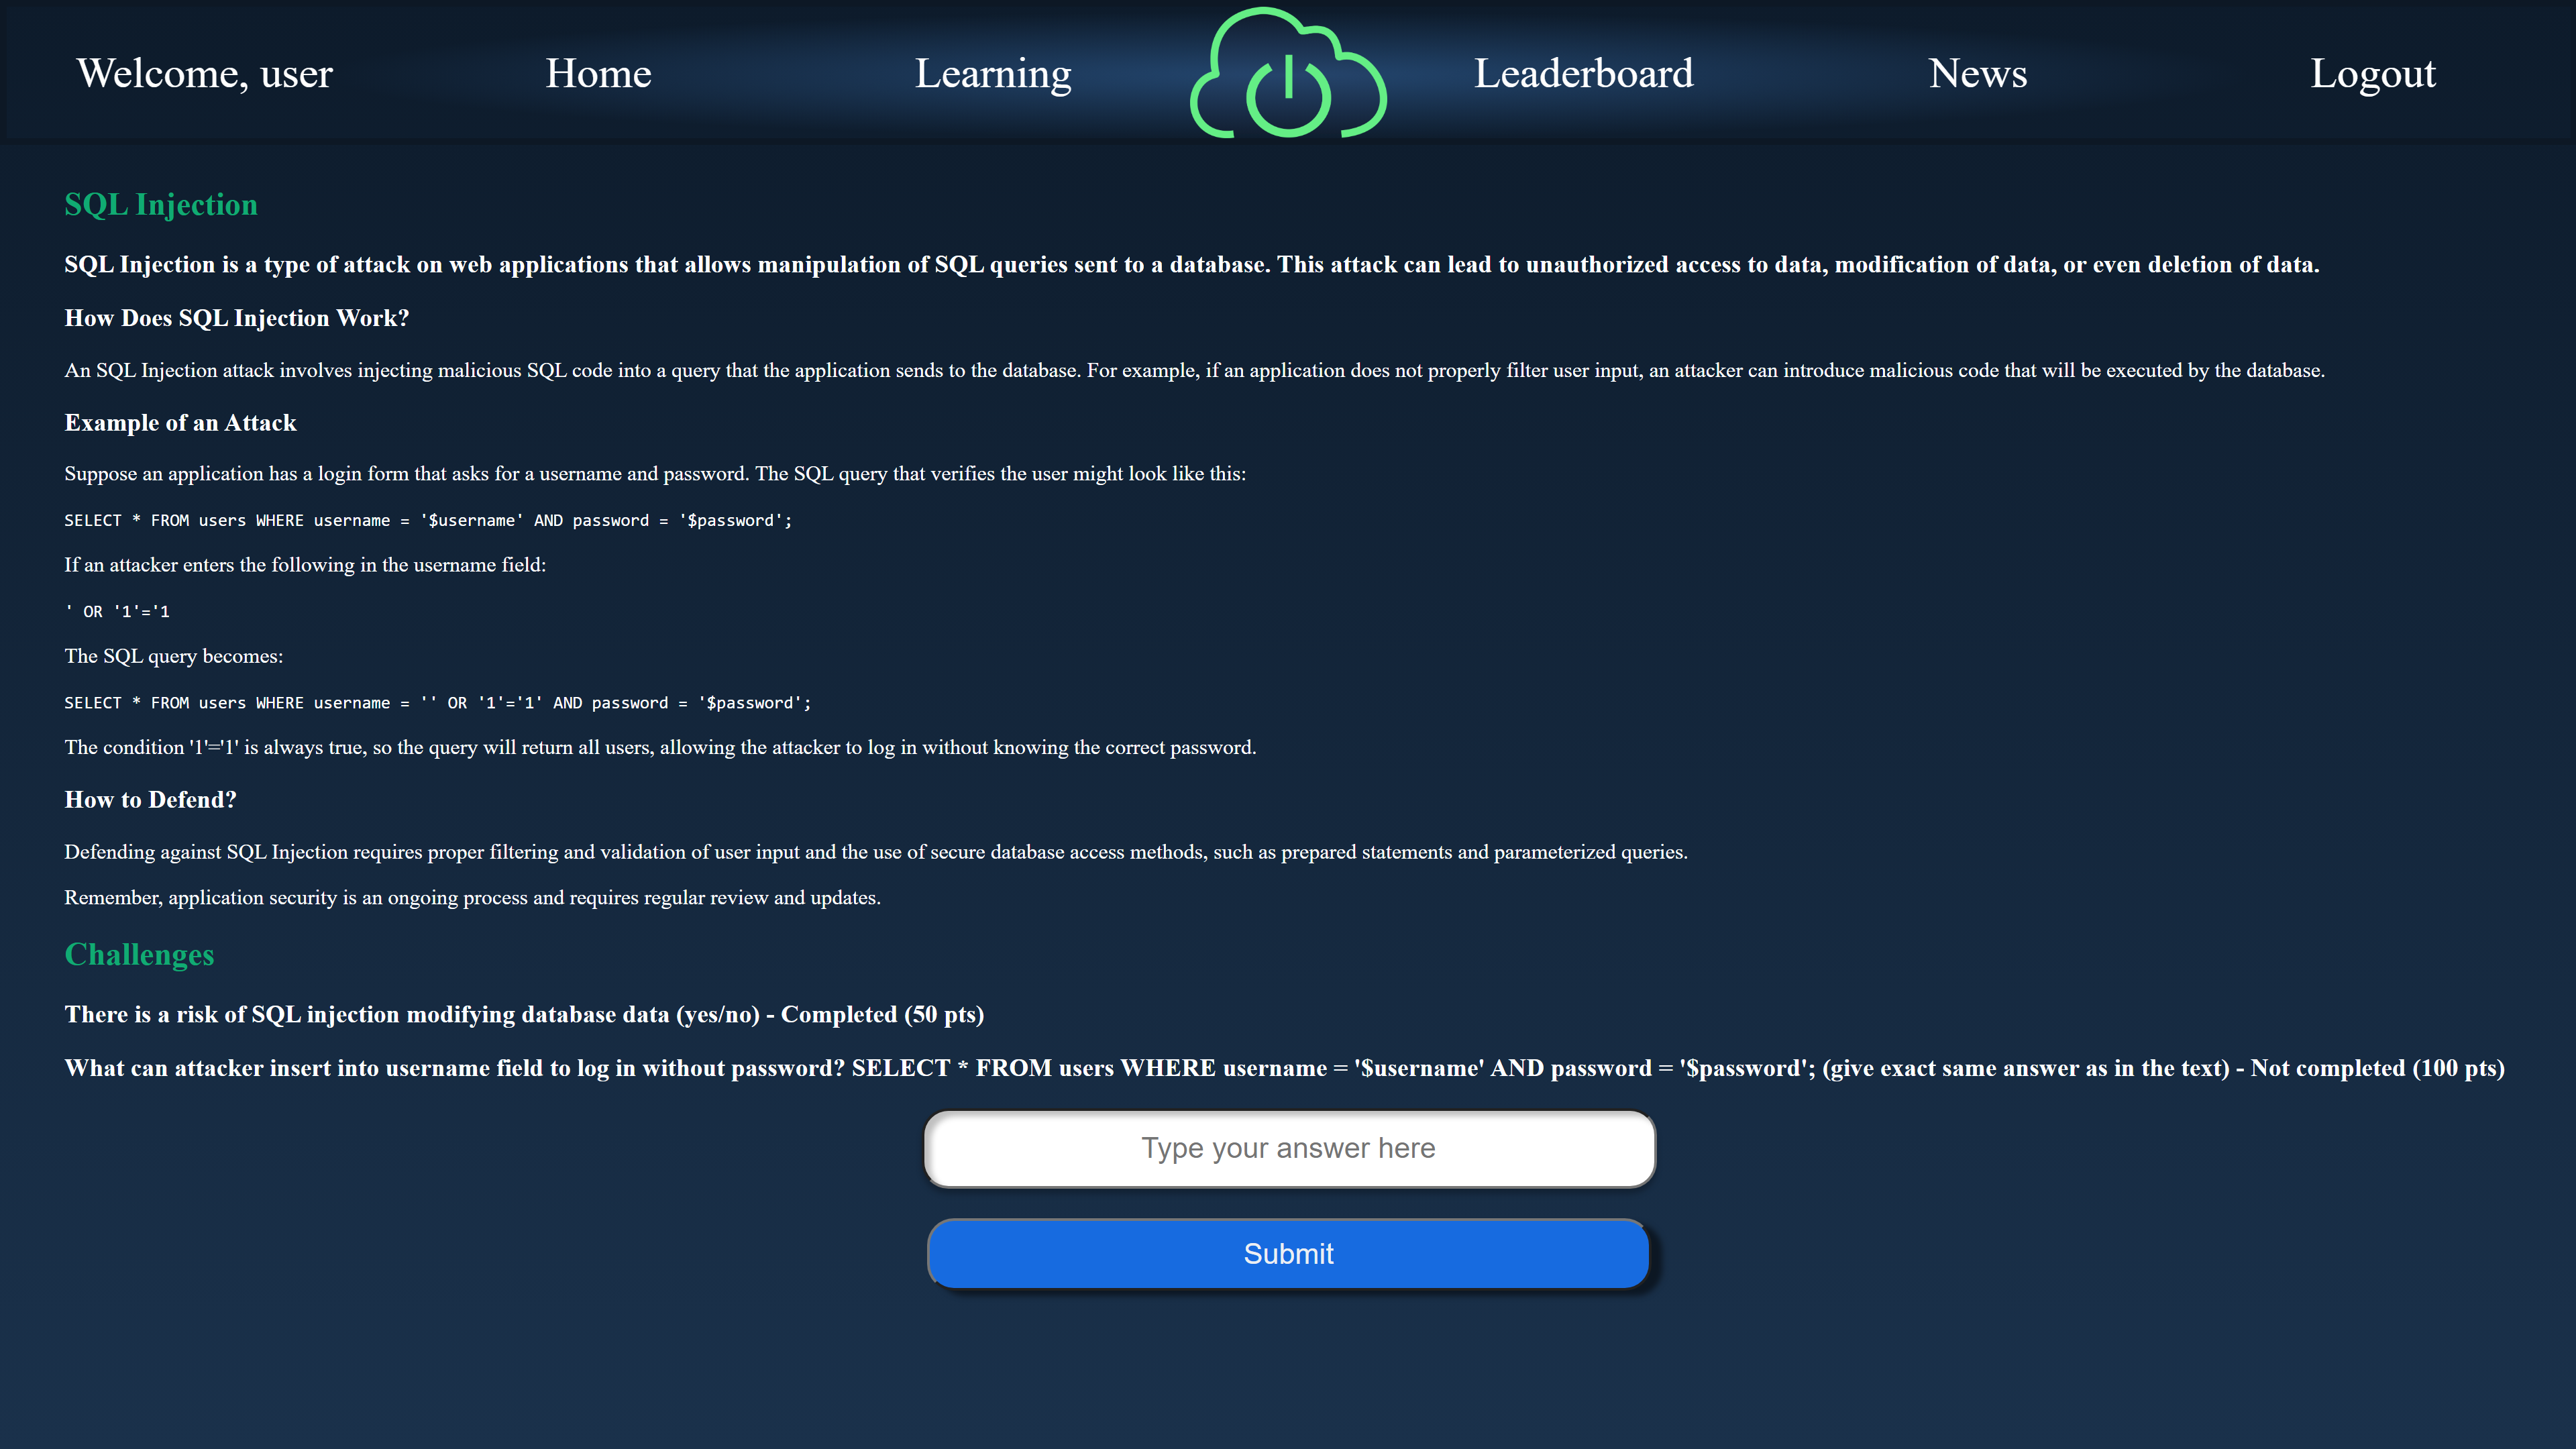 Welcome, user
Home
Learning
Leaderboard
News
Logout
SQL Injection
SQL Injection is a type of attack on web applications that allows manipulation of SQL queries sent to a database. This attack can lead to unauthorized access to data, modification of data, or even deletion of data.
How Does SQL Injection Work?
An SQL Injection attack involves injecting malicious SQL code into a query that the application sends to the database. For example, if an application does not properly filter user input, an attacker can introduce malicious code that will be executed by the database.
Example of an Attack
Suppose an application has a login form that asks for a username and password. The SQL query that verifies the user might look like this:
SELECT * FROM users WHERE username = '$username' AND password = '$password';
If an attacker enters the following in the username field:
' OR '1'='1
The SQL query becomes:
SELECT * FROM users WHERE username = '' OR '1'='1' AND password = '$password';
The condition '1'='1' is always true, so the query will return all users, allowing the attacker to log in without knowing the correct password.
How to Defend?
Defending against SQL Injection requires proper filtering and validation of user input and the use of secure database access methods, such as prepared statements and parameterized queries.
Remember, application security is an ongoing process and requires regular review and updates.
Challenges
There is a risk of SQL injection modifying database data (yes/no) - Completed (50 pts)
What can attacker insert into username field to log in without password? SELECT * FROM users WHERE username = '$username' AND password = '$password'; (give exact same answer as in the text) - Not completed (100 pts)
Type your answer here
Submit